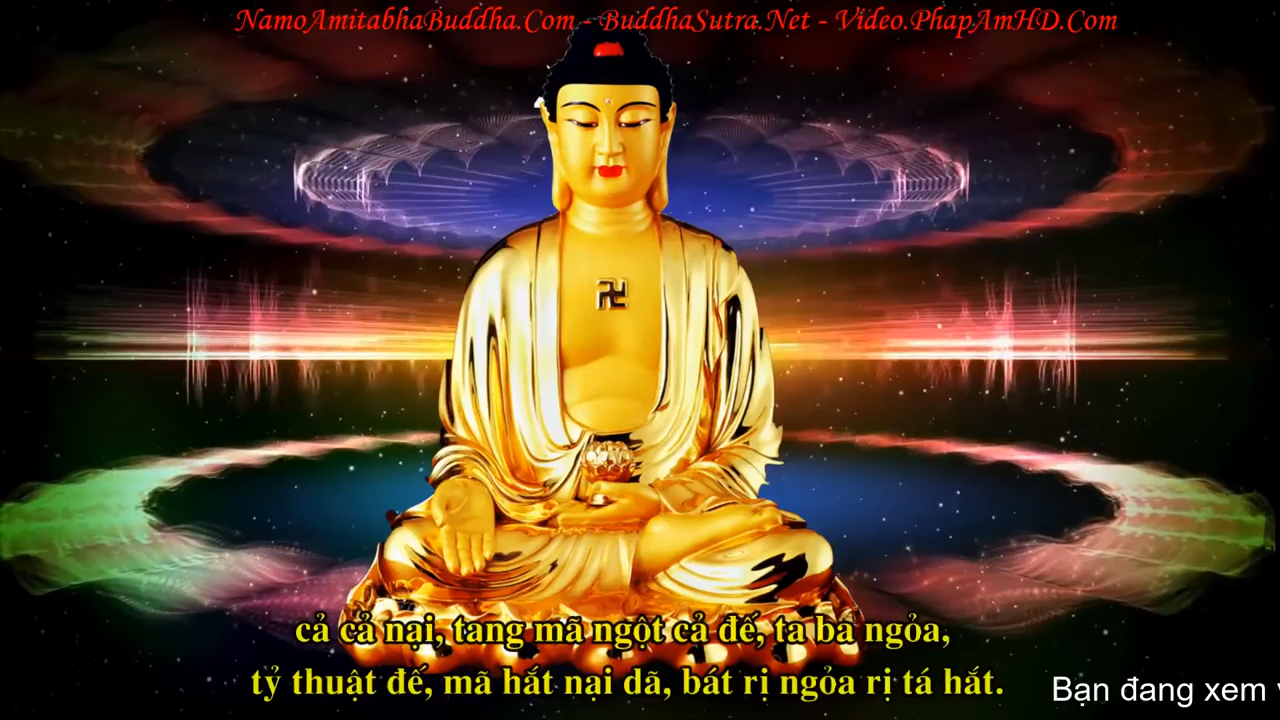 NamoAmitabhaBuddha.Com - BuddhaSutra.Net - Video.PhapAmHD.Com
cả cả nại, tang mã ngột cả đế, ta bà ngỏa,
tỷ thuật đế, mã hắt nại dã, bát rị ngỏa rị tá hắt.
Bạn đang xem